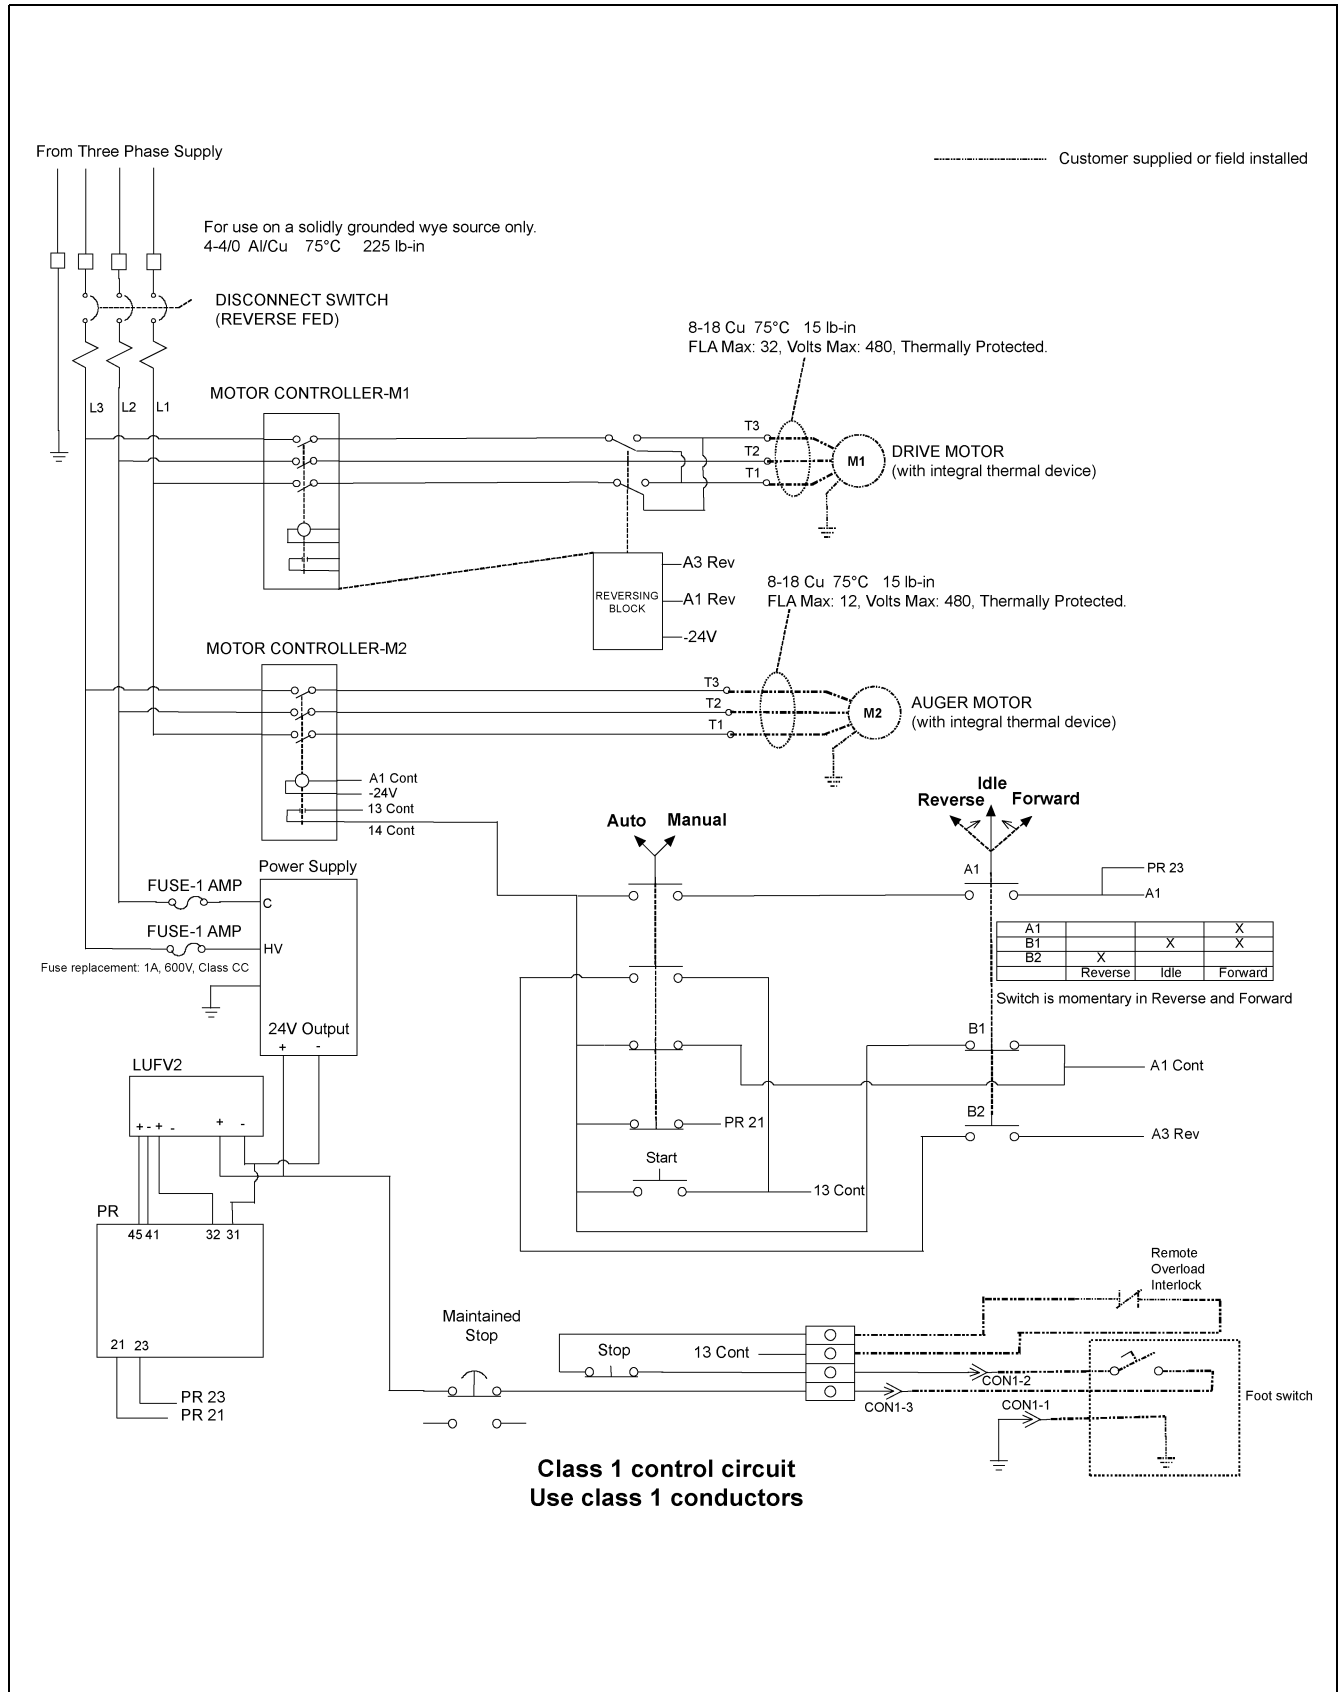 From Three Phase Supply
Customer supplied or field installed
For use on a solidly grounded wye source only.
4-4/0 Al/Cu 75°C 225 lb-in
DISCONNECT SWITCH
(REVERSE FED)
8-18 Cu 75°C 15 lb-in
FLA Max: 32, Volts Max: 480, Thermally Protected.
L3 L2 L1
MOTOR CONTROLLER-M1
T3
T2
T1
M1
DRIVE MOTOR
(with integral thermal device)
REVERSING
BLOCK
A3 Rev
A1 Rev
-24V
8-18 Cu 75°C 15 lb-in
FLA Max: 12, Volts Max: 480, Thermally Protected.
MOTOR CONTROLLER-M2
T3
T2
T1
M2
AUGER MOTOR
(with integral thermal device)
A1 Cont
-24V
13 Cont
14 Cont
Auto Manual
Idle
Reverse Forward
Power Supply
FUSE-1 AMP
C
FUSE-1 AMP
HV
Fuse replacement: 1A, 600V, Class CC
24V Output
+ -
A1
PR 23
A1
A1 X
B1 X X
B2 X
Reverse Idle Forward
Switch is momentary in Reverse and Forward
B1
A1 Cont
B2
A3 Rev
PR 21
Start
13 Cont
LUFV2
+ - + - + -
PR
45 41 32 31
21 23
PR 23
PR 21
Maintained
Stop
Stop
13 Cont
Remote
Overload
Interlock
CON1-2
CON1-3
CON1-1
Foot switch
Class 1 control circuit
Use class 1 conductors